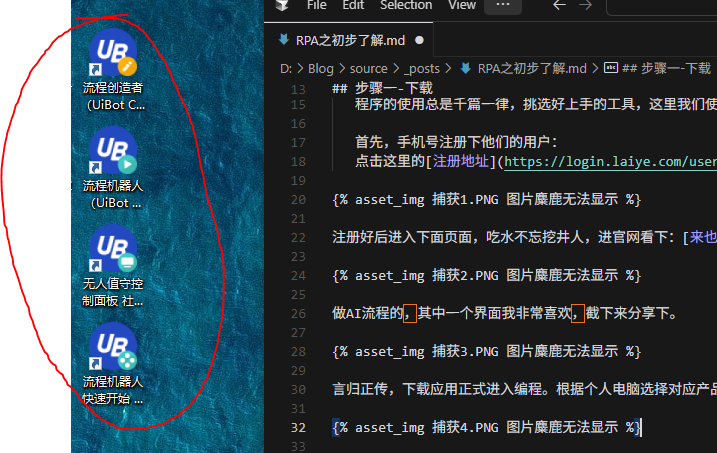 UB
流程创造者
（UiBot C...
UB
流程机器人
（UiBot ...
UB
无人值守控
制面板 社...
UB
流程机器人
快速开始 ...
File Edit Selection View ...
RPA之初步了解.md
D: > Blog > source > _posts > RPA之初步了解.md > ## 步骤一-下载
13 ## 步骤一-下载
15 程序的使用总是千篇一律，挑选好上手的工具，这里我们使
16
17 首先，手机号注册下他们的用户：
18 点击这里的[注册地址](https://login.laiye.com/user
19
20 {% asset_img 捕获1.PNG 图片麋鹿无法显示 %}
21
22 注册好后进入下面页面，吃水不忘挖井人，进官网看下：[来也
23
24 {% asset_img 捕获2.PNG 图片麋鹿无法显示 %}
25
26 做AI流程的，其中一个界面我非常喜欢，截下来分享下。
27
28 {% asset_img 捕获3.PNG 图片麋鹿无法显示 %}
29
30 言归正传，下载应用正式进入编程。根据个人电脑选择对应产品
31
32 {% asset_img 捕获4.PNG 图片麋鹿无法显示 %}
33